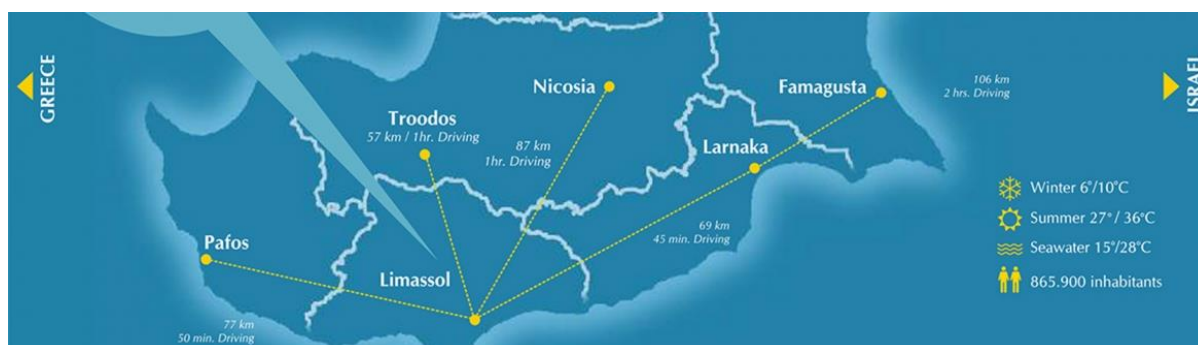 GREECE
Nicosia
Famagusta
106 km
2 hrs. Driving
ISRAEL
Troodos
57 km / 1hr. Driving
87 km
1hr. Driving
Larnaka
Winter 6°/10°C
69 km
45 min. Driving
Summer 27°/ 36°C
Pafos
Seawater 15°/28°C
Limassol
865.900 inhabitants
77 km
50 min. Driving